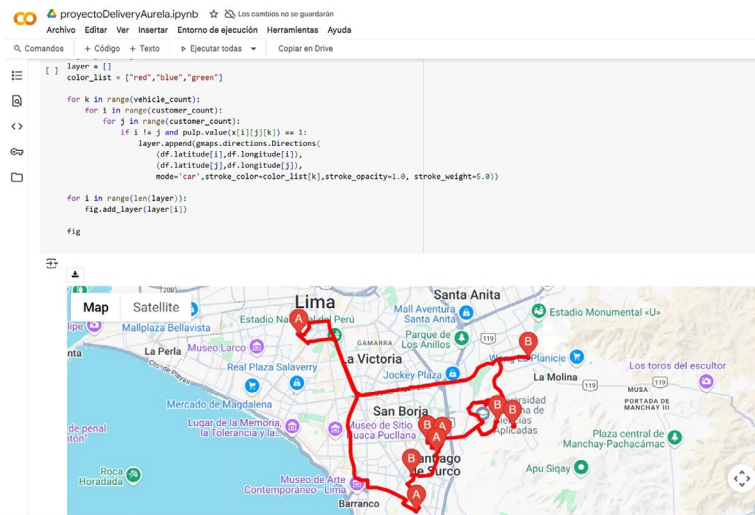 CO
proyectoDeliveryAurela.ipynb
Los cambios no se guardarán
Archivo Editar Ver Insertar Entorno de ejecución Herramientas Ayuda
Comandos + Código + Texto Ejecutar todas Copiar en Drive
[ ]
layer = []
color_list = ["red","blue","green"]
for k in range(vehicle_count):
for i in range(customer_count):
for j in range(customer_count):
if i != j and pulp.value(x[i][j][k]) == 1:
layer.append(gmaps.directions.Directions(
(df.latitude[i],df.longitude[i]),
(df.latitude[j],df.longitude[j]),
mode='car',stroke_color=color_list[k],stroke_opacity=1.0, stroke_weight=5.0))
for i in range(len(layer)):
fig.add_layer(layer[i])
fig
Map Satellite
20B
Lima
Santa Anita
Mall Aventura
Santa Anita
Estadio Monumental «U»
Estadio Nacional del Perú
Mallplaza Bellavista
Parque de
Los Anillos
119
GAMARRA
La Perla
Museo Larco
La Victoria
Real Plaza Salaverry
Jockey Plaza
La Molina
119
119
Los toros del escultor
MUSA
PORTADA DE
MANCHAY III
Mercado de Magdalena
San Borja
Lugar de la Memoria,
la Tolerancia y la
Museo de Sitio
Huaca Pucllana
Aplicadas
Plaza central de
Manchay-Pachacámac
Santiago
de Surco
Apu Siqay
Roca
Horadada
Museo de Arte
Contemporáneo - Lima
Barranco
A
B
B
B
B
A
A
B
A